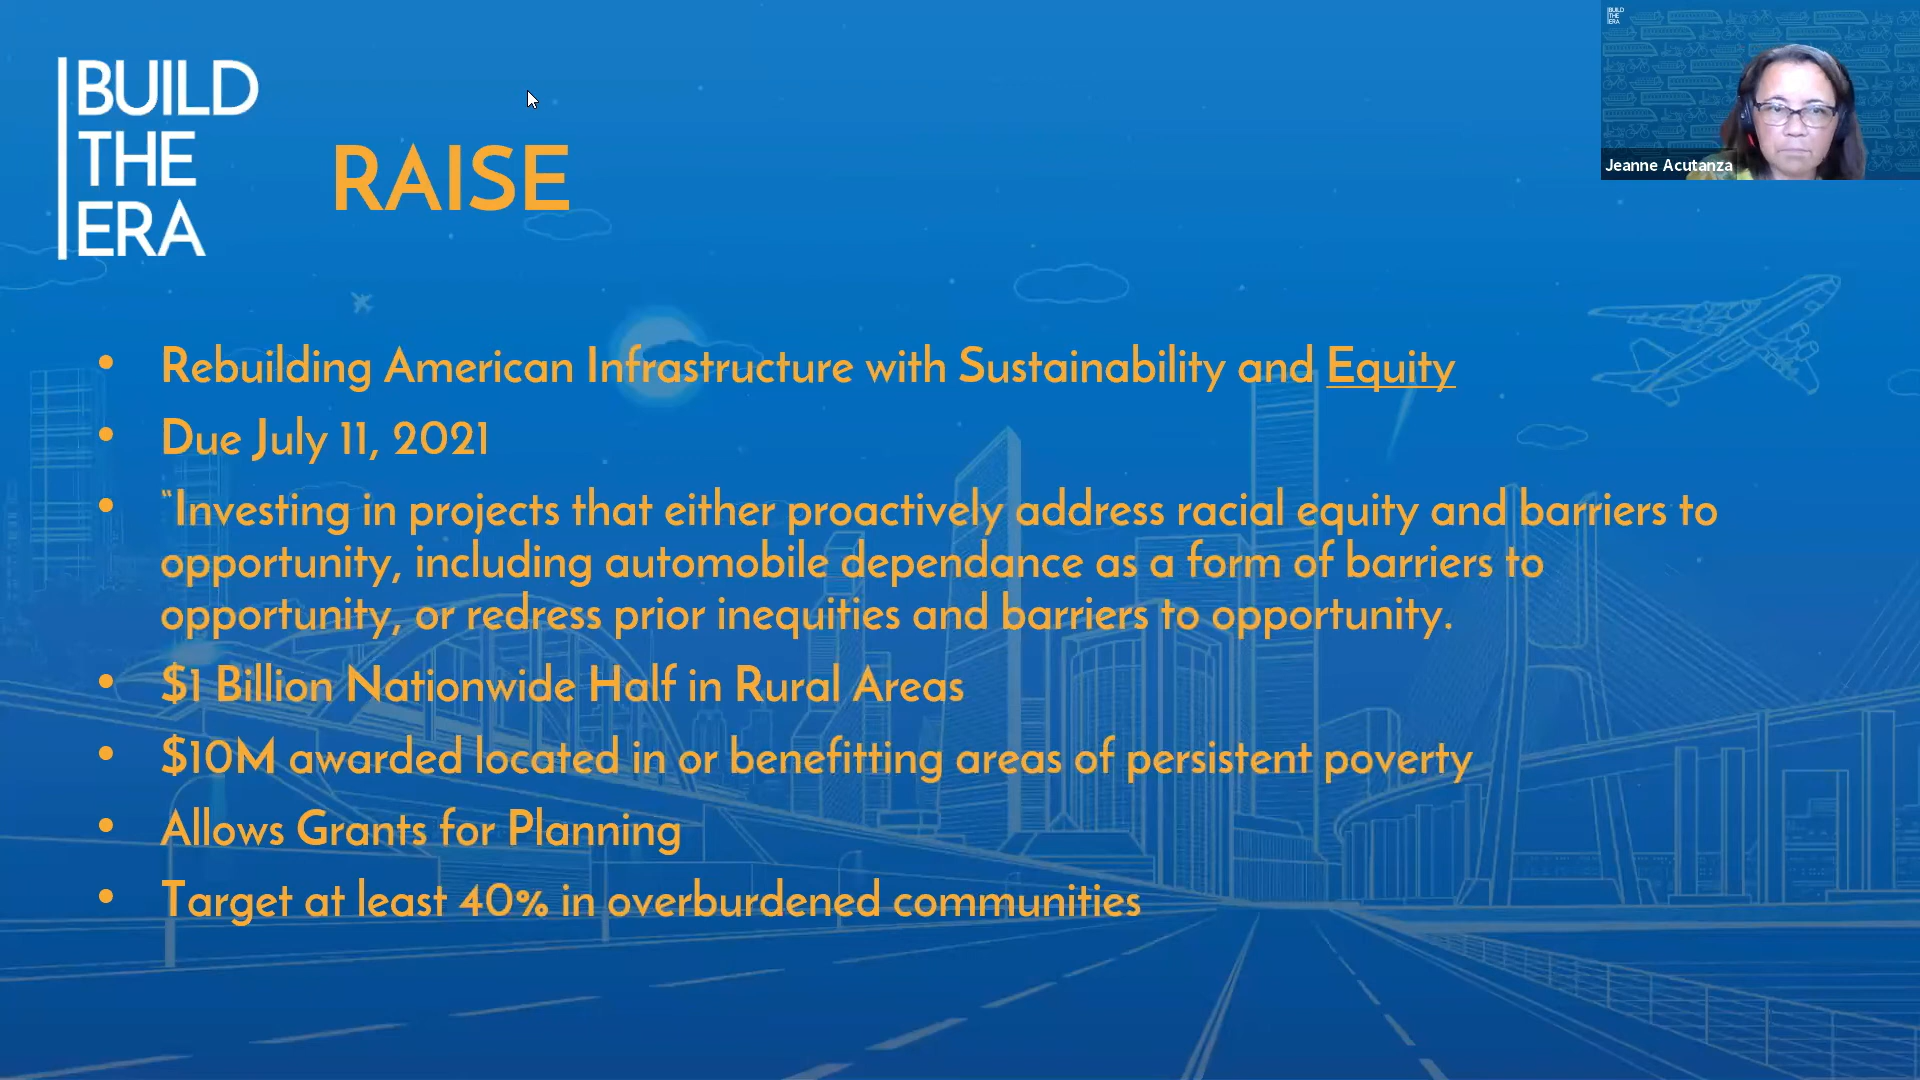 BUILD
THE
ERA
RAISE
BUILD
THE
ERA
Jeanne Acutanza
• Rebuilding American Infrastructure with Sustainability and Equity
• Due July 11, 2021
• “Investing in projects that either proactively address racial equity and barriers to
opportunity, including automobile dependance as a form of barriers to
opportunity, or redress prior inequities and barriers to opportunity.
• $1 Billion Nationwide Half in Rural Areas
• $10M awarded located in or benefitting areas of persistent poverty
• Allows Grants for Planning
• Target at least 40% in overburdened communities